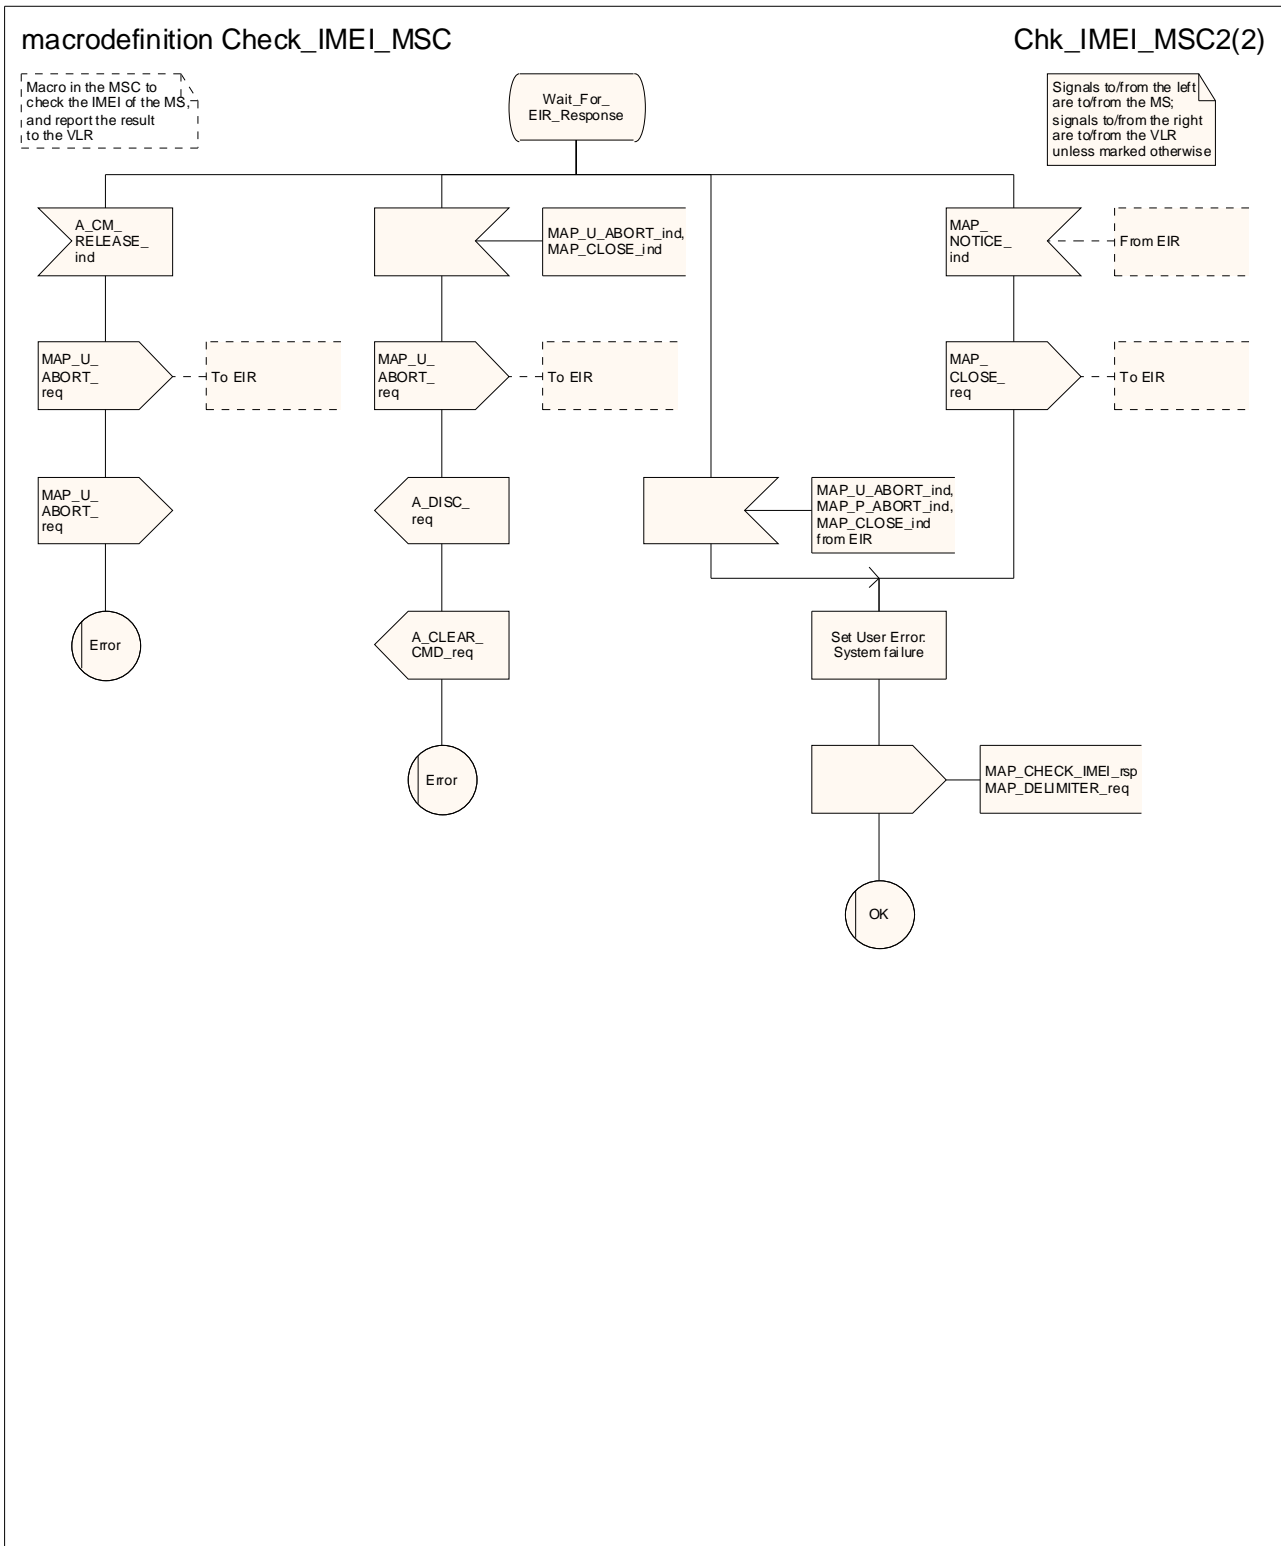 macrodefinition Check_IMEI_MSC
Chk_IMEI_MSC2(2)
Macro in the MSC to
check the IMEI of the MS,
and report the result
to the VLR
Wait_For_
EIR_Response
Signals to/from the left
are to/from the MS;
signals to/from the right
are to/from the VLR
unless marked otherwise
A_CM_
RELEASE_
ind
MAP_U_ABORT_ind,
MAP_CLOSE_ind
MAP_
NOTICE_
ind
From EIR
MAP_U_
ABORT_
req
To EIR
MAP_U_
ABORT_
req
To EIR
MAP_
CLOSE_
req
To EIR
MAP_U_
ABORT_
req
A_DISC_
req
MAP_U_ABORT_ind,
MAP_P_ABORT_ind,
MAP_CLOSE_ind
from EIR
Error
A_CLEAR_
CMD_req
Set User Error:
System failure
Error
MAP_CHECK_IMEI_rsp
MAP_DELIMITER_req
OK